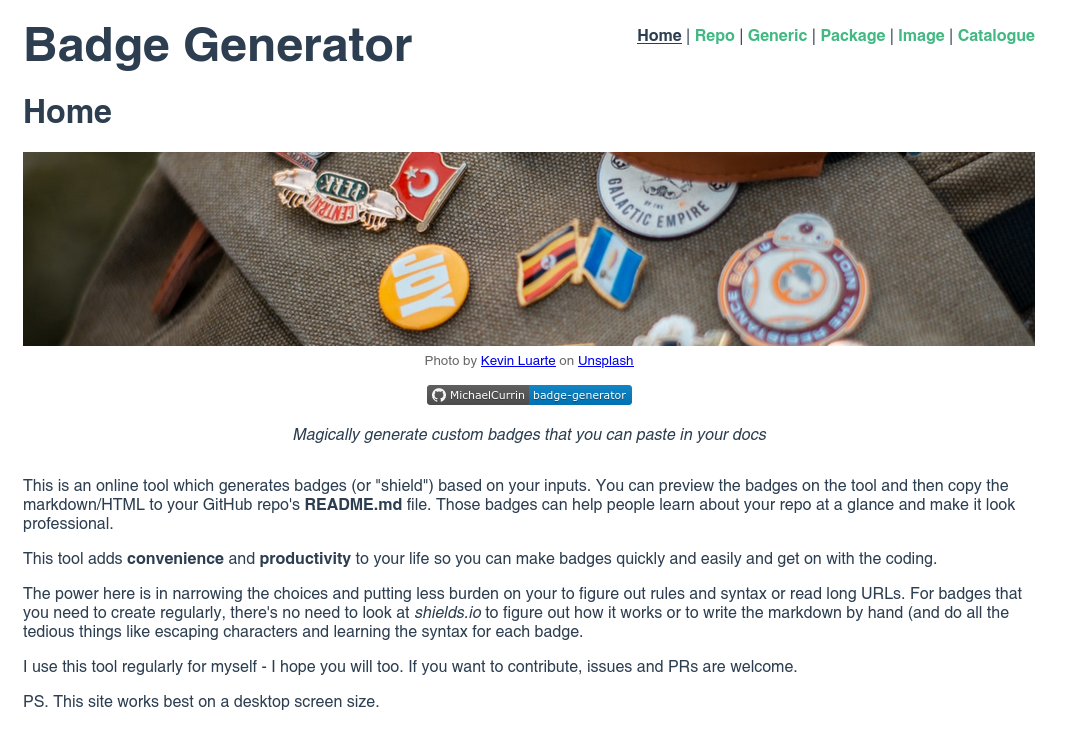 Badge Generator
Home | Repo | Generic | Package | Image | Catalogue
Home
CENTRAL
GALACTIC EMPIRE
OF THE
JOY
BB-8
JOIN THE RESISTANCE
Photo by Kevin Luarte on Unsplash
MichaelCurrin badge-generator
Magically generate custom badges that you can paste in your docs
This is an online tool which generates badges (or "shield") based on your inputs. You can preview the badges on the tool and then copy the
markdown/HTML to your GitHub repo's README.md file. Those badges can help people learn about your repo at a glance and make it look
professional.
This tool adds convenience and productivity to your life so you can make badges quickly and easily and get on with the coding.
The power here is in narrowing the choices and putting less burden on your to figure out rules and syntax or read long URLs. For badges that
you need to create regularly, there's no need to look at shields.io to figure out how it works or to write the markdown by hand (and do all the
tedious things like escaping characters and learning the syntax for each badge.
I use this tool regularly for myself - I hope you will too. If you want to contribute, issues and PRs are welcome.
PS. This site works best on a desktop screen size.